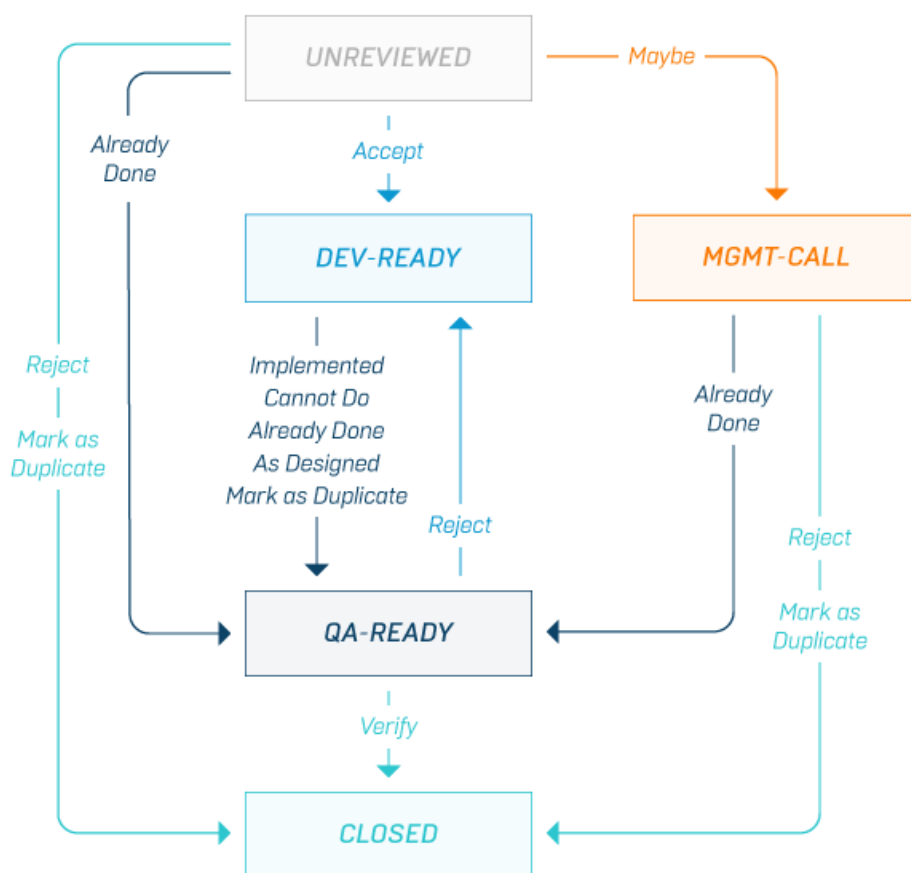 UNREVIEWED
Maybe
Already
Done
Accept
DEV-READY
MGMT-CALL
Reject
Mark as
Duplicate
Implemented
Cannot Do
Already Done
As Designed
Mark as Duplicate
Reject
Already
Done
Reject
Mark as
Duplicate
QA-READY
Verify
CLOSED